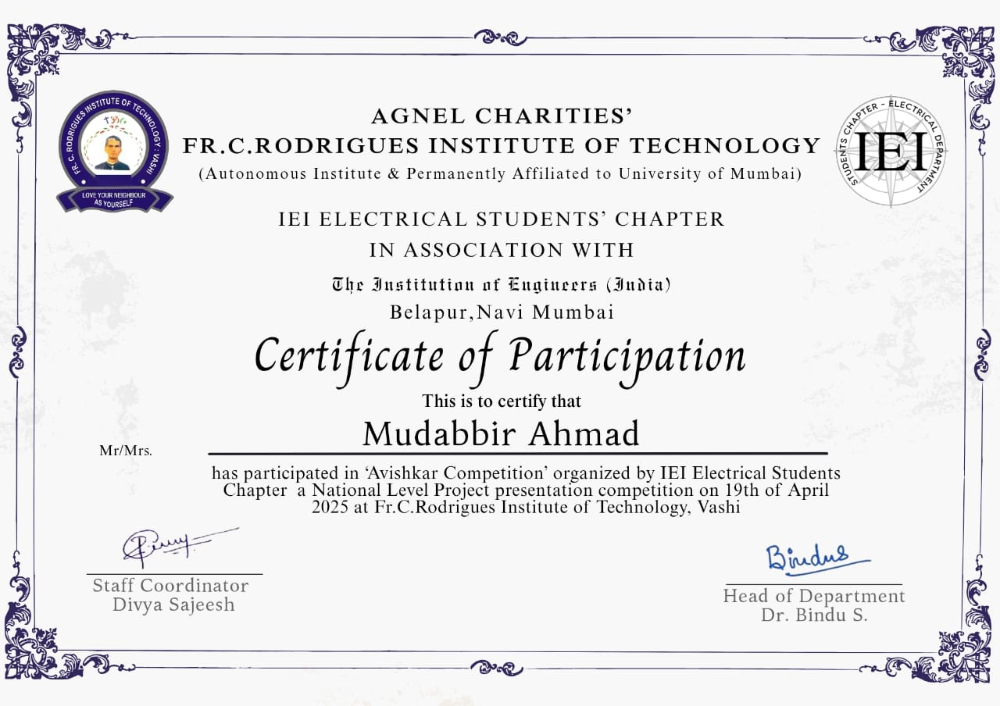 FR. C. RODRIGUES INSTITUTE OF TECHNOLOGY : VASHI
LOVE YOUR NEIGHBOUR
AS YOURSELF
AGNEL CHARITIES’
FR.C.RODRIGUES INSTITUTE OF TECHNOLOGY
(Autonomous Institute & Permanently Affiliated to University of Mumbai)
STUDENTS CHAPTER - ELECTRICAL DEPARTMENT
IEI
IEI ELECTRICAL STUDENTS’ CHAPTER
IN ASSOCIATION WITH
The Institution of Engineers (India)
Belapur,Navi Mumbai
Certificate of Participation
This is to certify that
Mr/Mrs. Mudabbir Ahmad
has participated in ‘Avishkar Competition’ organized by IEI Electrical Students
Chapter a National Level Project presentation competition on 19th of April
2025 at Fr.C.Rodrigues Institute of Technology, Vashi
Bindu S
Staff Coordinator
Divya Sajeesh
Head of Department
Dr. Bindu S.